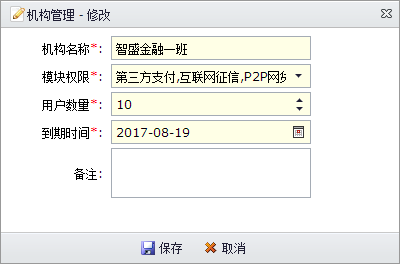 机构管理 - 修改
机构名称*: 智盛金融一班
模块权限*: 第三方支付,互联网征信,P2P网
用户数量*: 10
到期时间*: 2017-08-19
备注:
保存 取消